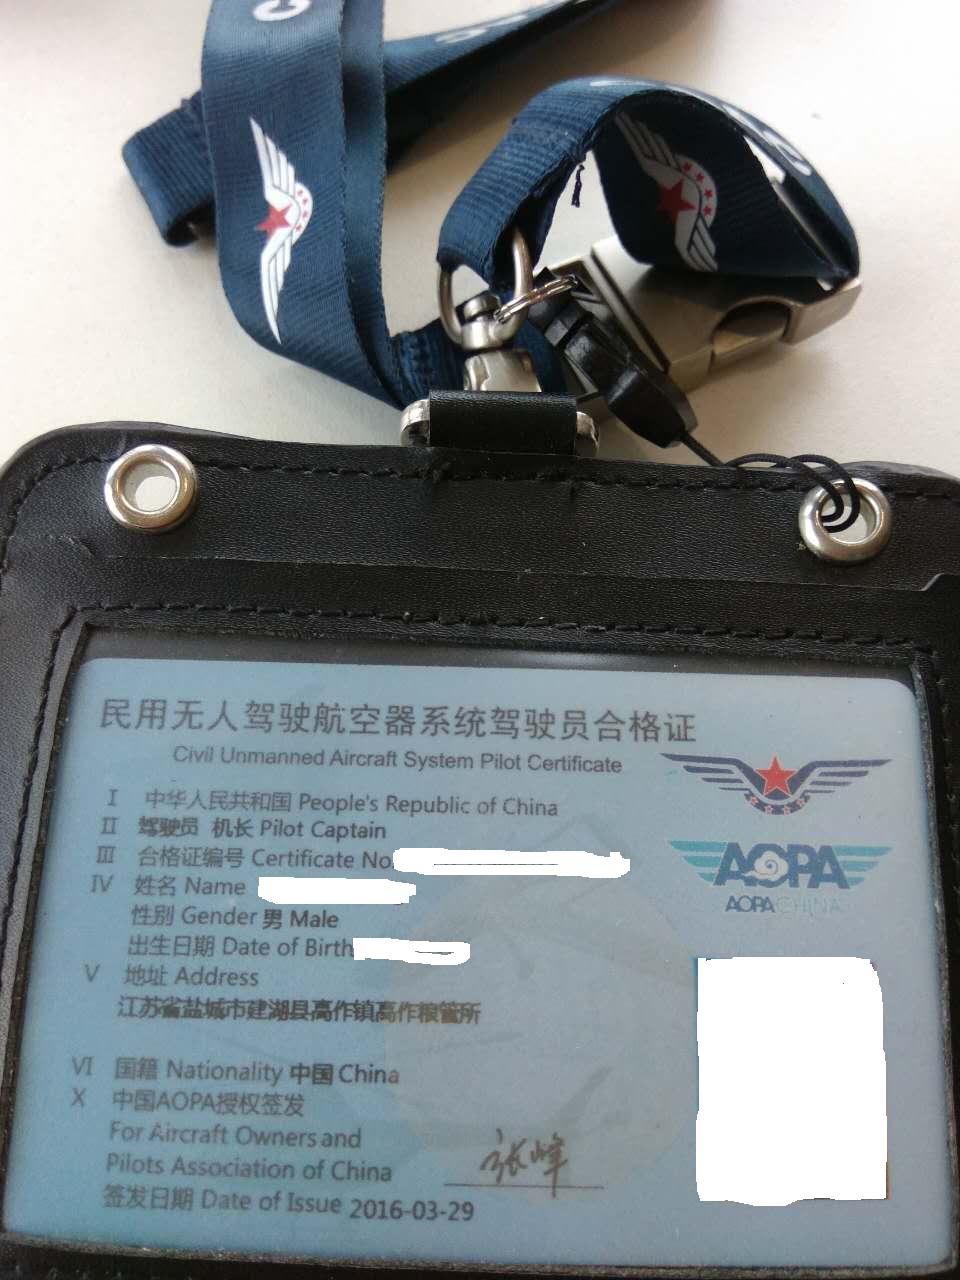 民用无人驾驶航空器系统驾驶员合格证
Civil Unmanned Aircraft System Pilot Certificate
I 中华人民共和国 People's Republic of China
II 驾驶员 机长 Pilot Captain
III 合格证编号 Certificate No
IV 姓名 Name
性别 Gender 男 Male
出生日期 Date of Birth
V 地址 Address
江苏省盐城市建湖县高作镇高作粮管所
VI 国籍 Nationality 中国 China
X 中国AOPA授权签发
For Aircraft Owners and
Pilots Association of China
张峰
签发日期 Date of Issue 2016-03-29
AOPA
AOPA CHINA